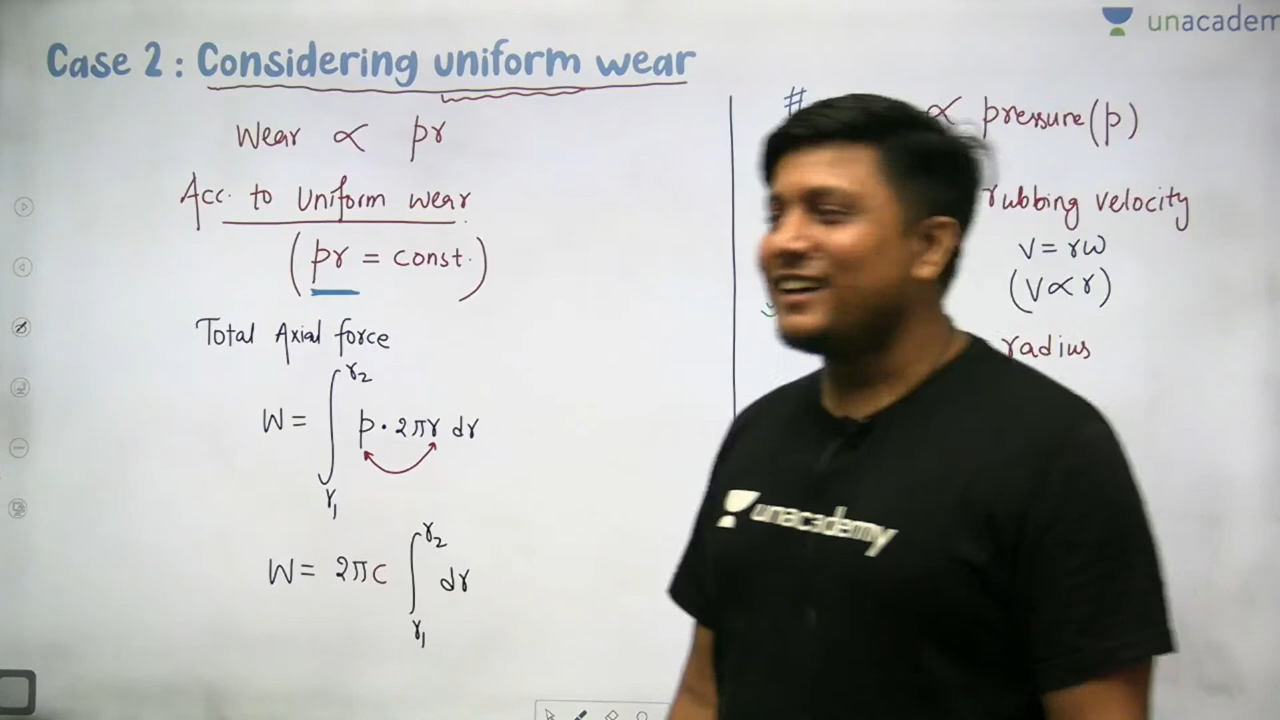 unacadem
Case 2 : Considering uniform wear
Wear ∝ pr
Acc. to Uniform wear
(pr = const.)
Total Axial force
W = ∫ r₂ r₁ p · 2πr dr
W = 2πc ∫ r₂ r₁ dr
# ∝ pressure (p)
rubbing velocity
V = rω
(V ∝ r)
radius
unacademy